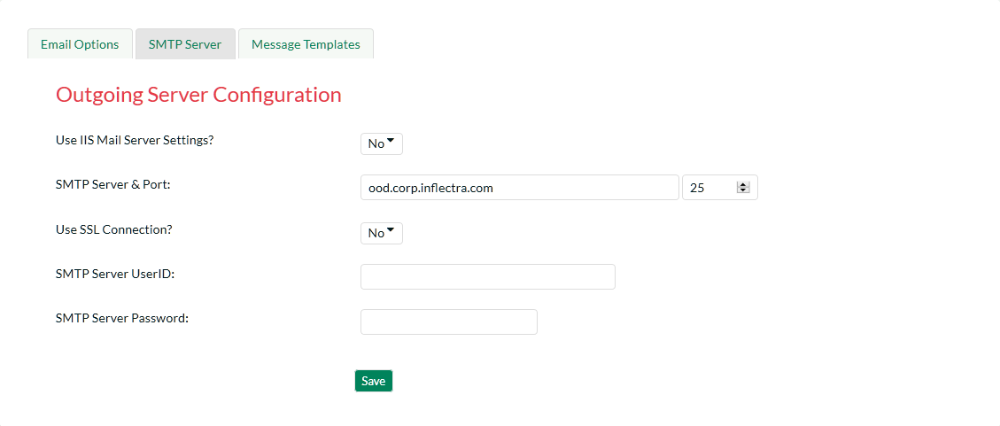 Email Options SMTP Server Message Templates
Outgoing Server Configuration
Use IIS Mail Server Settings? No
SMTP Server & Port: ood.corp.inflectra.com 25
Use SSL Connection? No
SMTP Server UserID:
SMTP Server Password:
Save